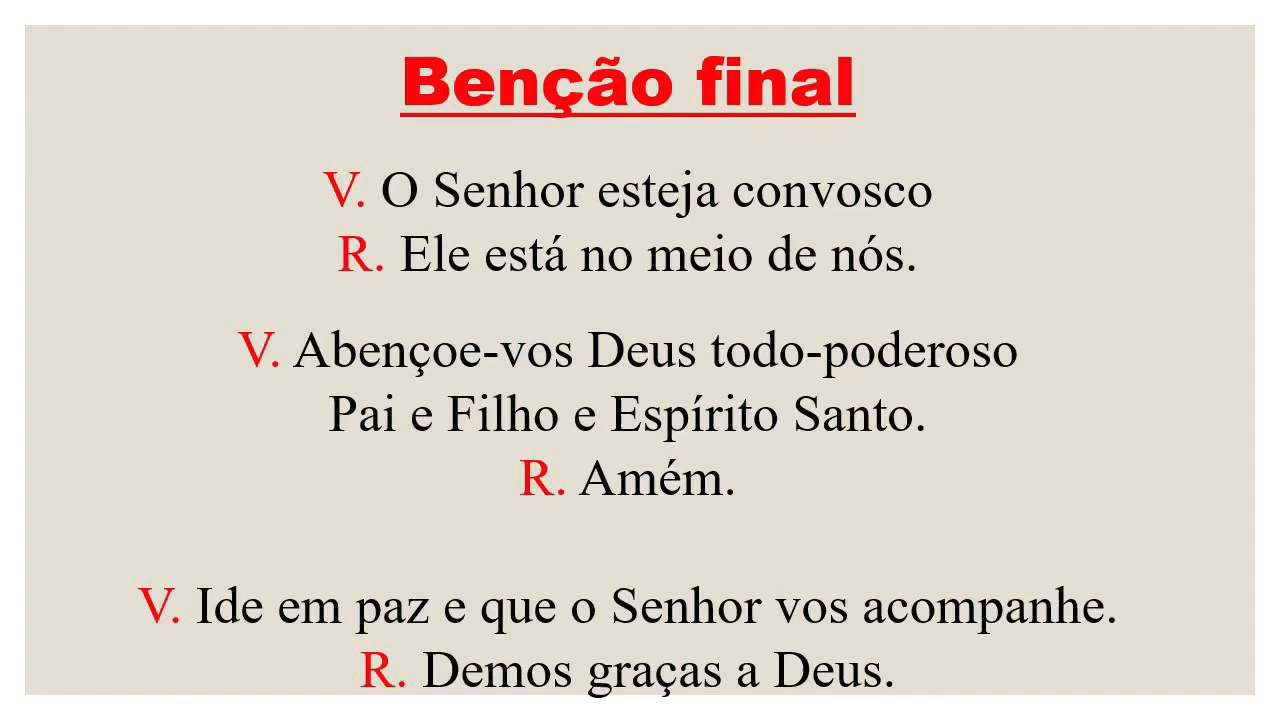 Benção final
V. O Senhor esteja convosco
R. Ele está no meio de nós.
V. Abençoe-vos Deus todo-poderoso
Pai e Filho e Espírito Santo.
R. Amém.
V. Ide em paz e que o Senhor vos acompanhe.
R. Demos graças a Deus.